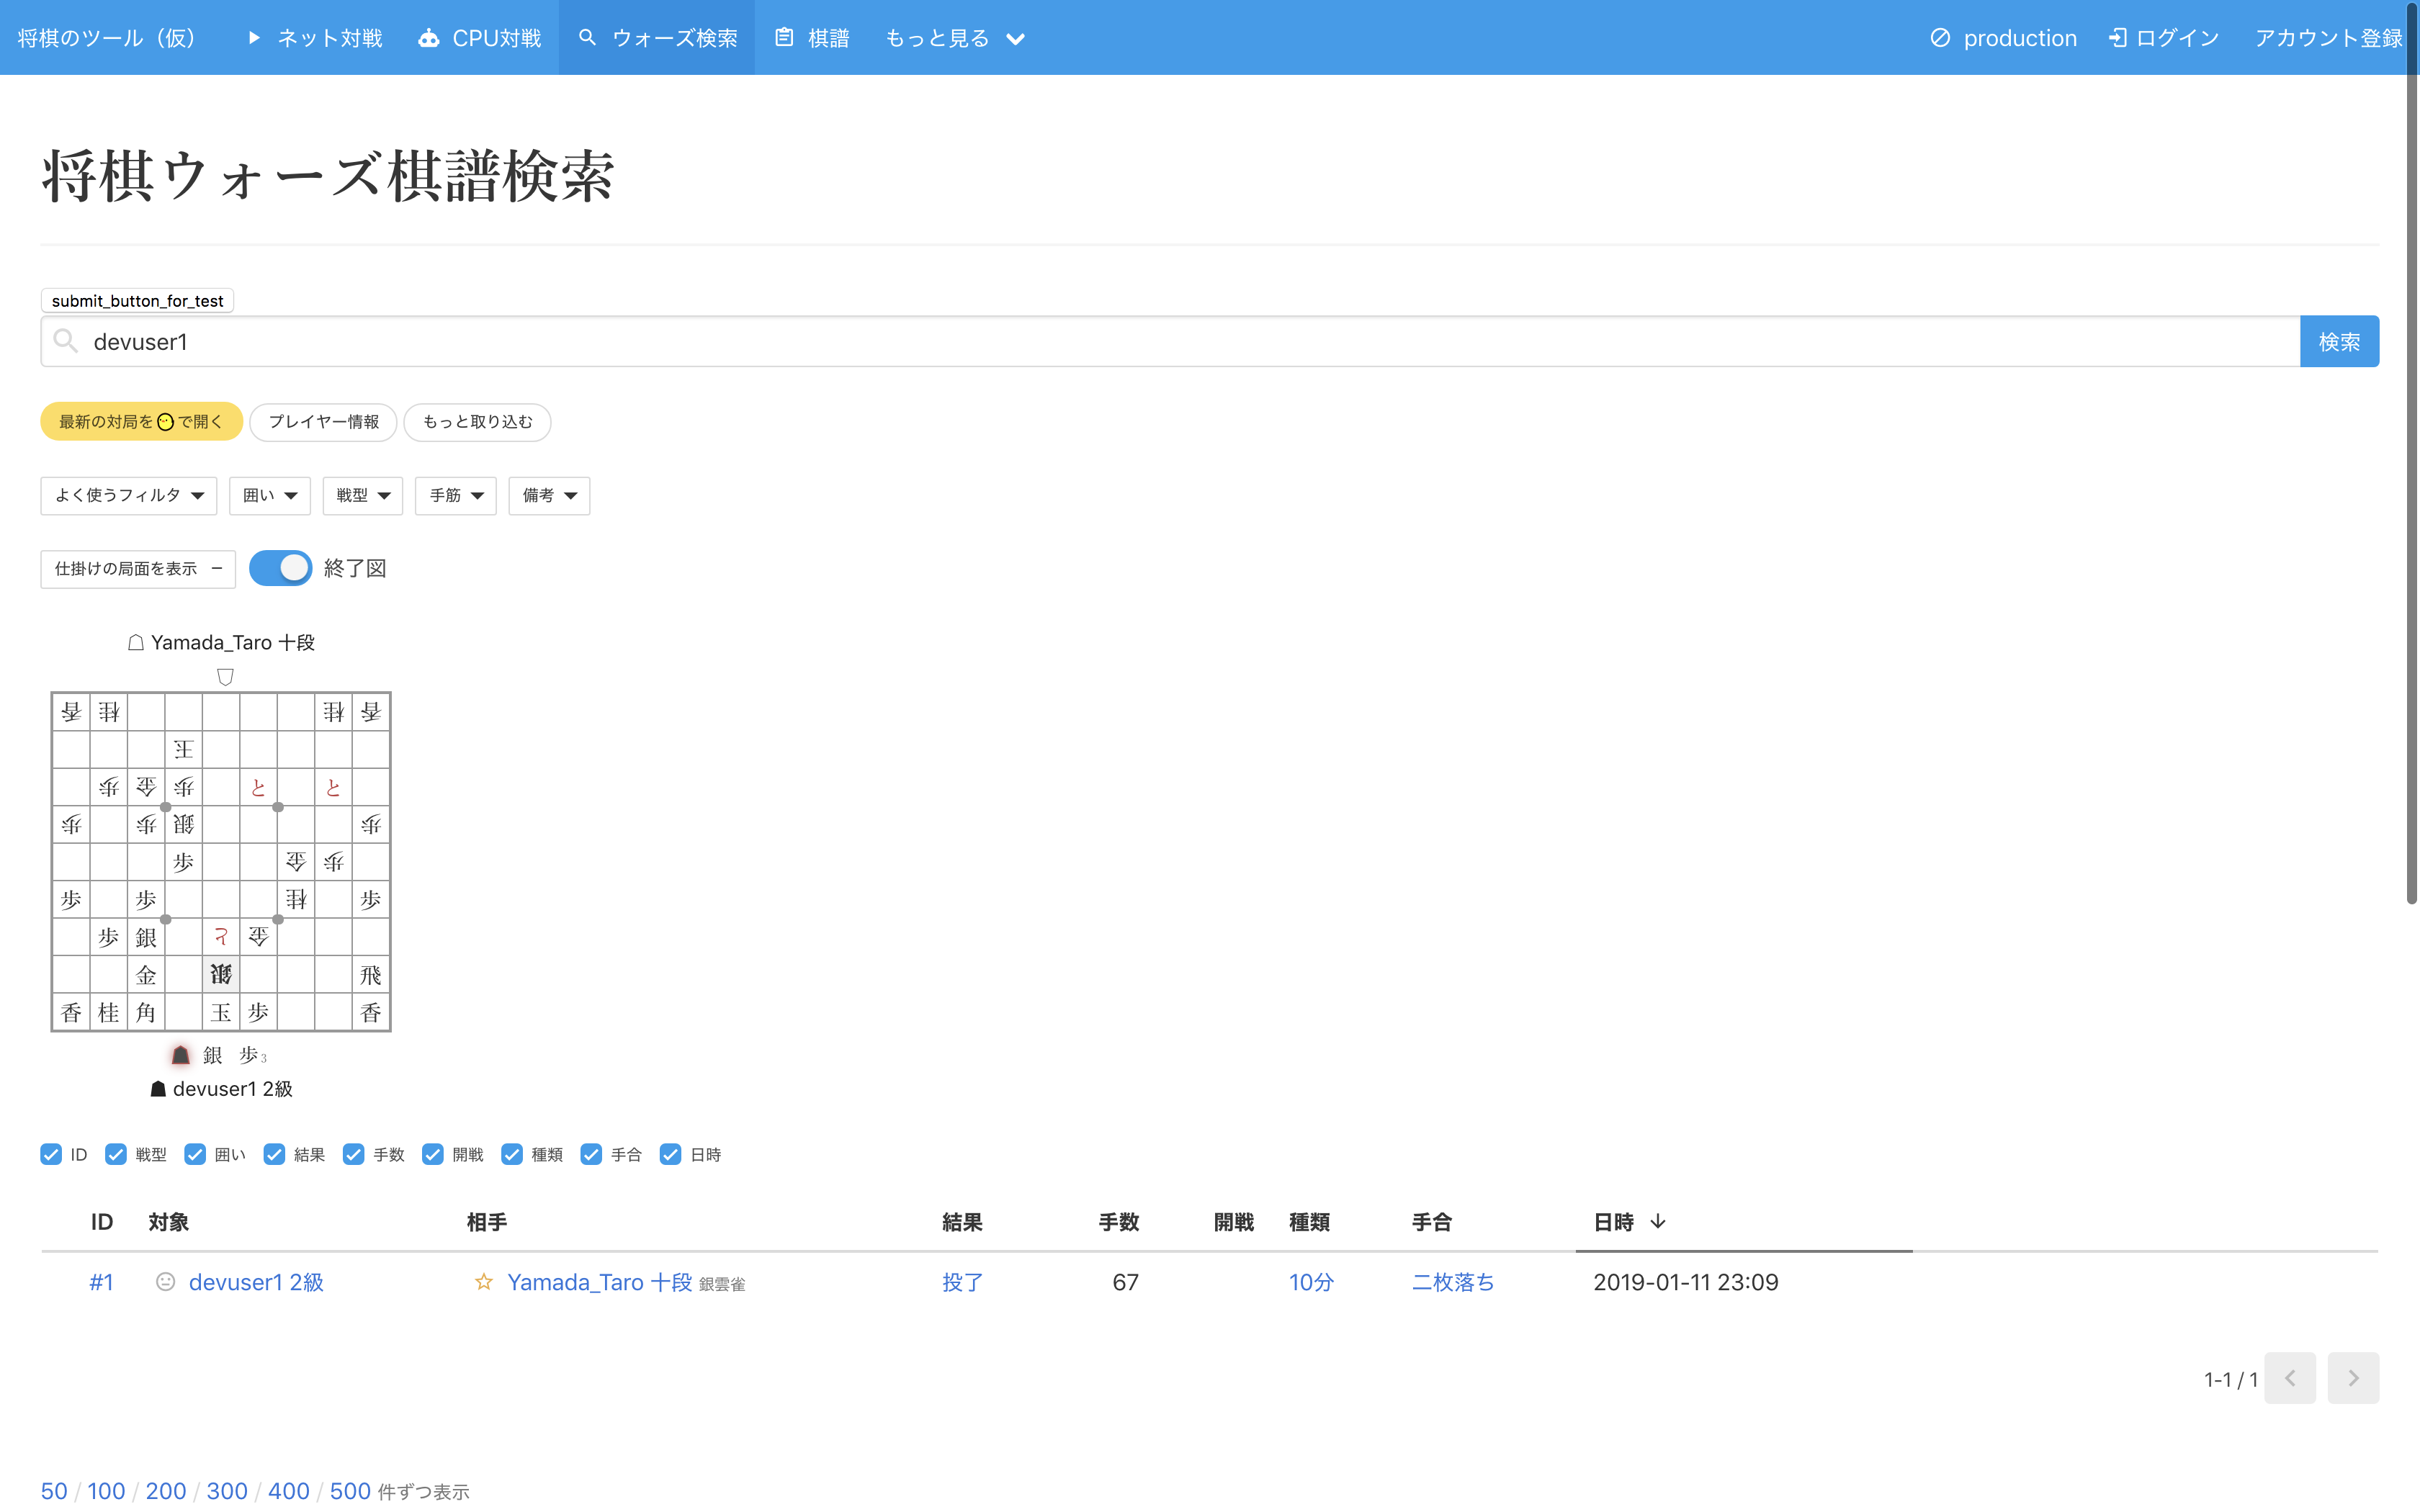 将棋のツール（仮） ネット対戦 CPU対戦 ウォーズ検索 棋譜 もっと見る production ログイン アカウント登録
将棋ウォーズ棋譜検索
submit_button_for_test
devuser1 検索
最新の対局を で開く プレイヤー情報 もっと取り込む
よく使うフィルタ 囲い 戦型 手筋 備考
仕掛けの局面を表示 終了図
☖ Yamada_Taro 十段
香 桂 桂 香
王
歩 金 歩 と と
歩 歩 銀 歩
歩 金 歩
歩 歩 桂 歩
歩 銀 と 金
金 銀 飛
香 桂 角 玉 歩 香
☗ 銀 歩3
☗ devuser1 2級
ID 戦型 囲い 結果 手数 開戦 種類 手合 日時
ID 対象 相手 結果 手数 開戦 種類 手合 日時
#1 devuser1 2級 Yamada_Taro 十段 銀雲雀 投了 67 10分 二枚落ち 2019-01-11 23:09
1-1 / 1
50 / 100 / 200 / 300 / 400 / 500 件ずつ表示